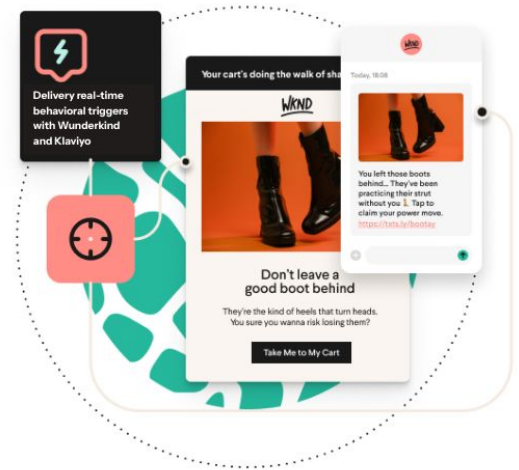 Delivery real-time
behavioral triggers
with Wunderkind
and Klaviyo
Your cart's doing the walk of sha
WKND
Don't leave a
good boot behind
They're the kind of heels that turn heads.
You sure you wanna risk losing them?
Take Me to My Cart
WKND
Today, 18:08
You left those boots
behind... They've been
practicing their strut
without you 🦵 Tap to
claim your power move.
https://txts.ly/bootay